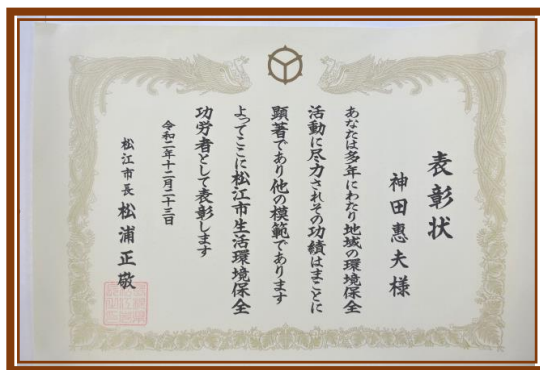 表彰状
神田惠夫様
あなたは多年にわたり地域の環境保全
活動に尽力されその功績はまことに
顕著であり他の模範であります
よってここに松江市生活環境保全
功労者として表彰します
令和二年十二月二十三日
松江市長 松浦正敬